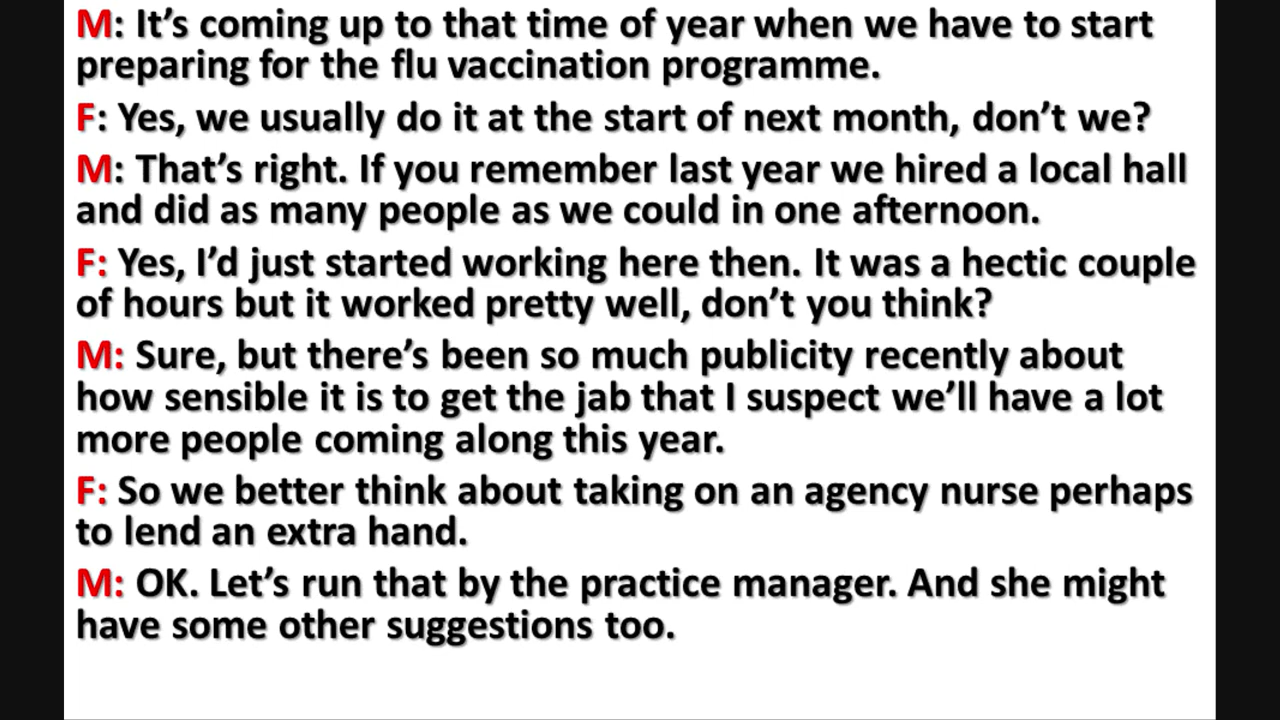 M: It’s coming up to that time of year when we have to start
preparing for the flu vaccination programme.
F: Yes, we usually do it at the start of next month, don’t we?
M: That’s right. If you remember last year we hired a local hall
and did as many people as we could in one afternoon.
F: Yes, I’d just started working here then. It was a hectic couple
of hours but it worked pretty well, don’t you think?
M: Sure, but there’s been so much publicity recently about
how sensible it is to get the jab that I suspect we’ll have a lot
more people coming along this year.
F: So we better think about taking on an agency nurse perhaps
to lend an extra hand.
M: OK. Let’s run that by the practice manager. And she might
have some other suggestions too.